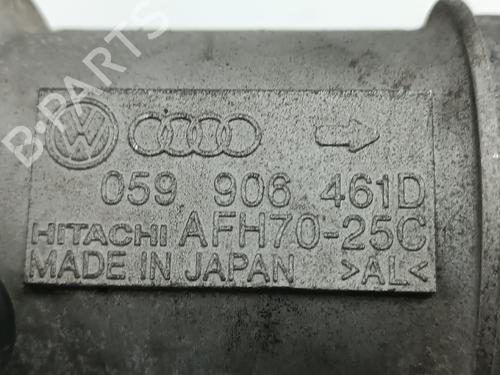 B-PARTS
059 906 461D
HITACHI AFH70-25C
MADE IN JAPAN >AL<